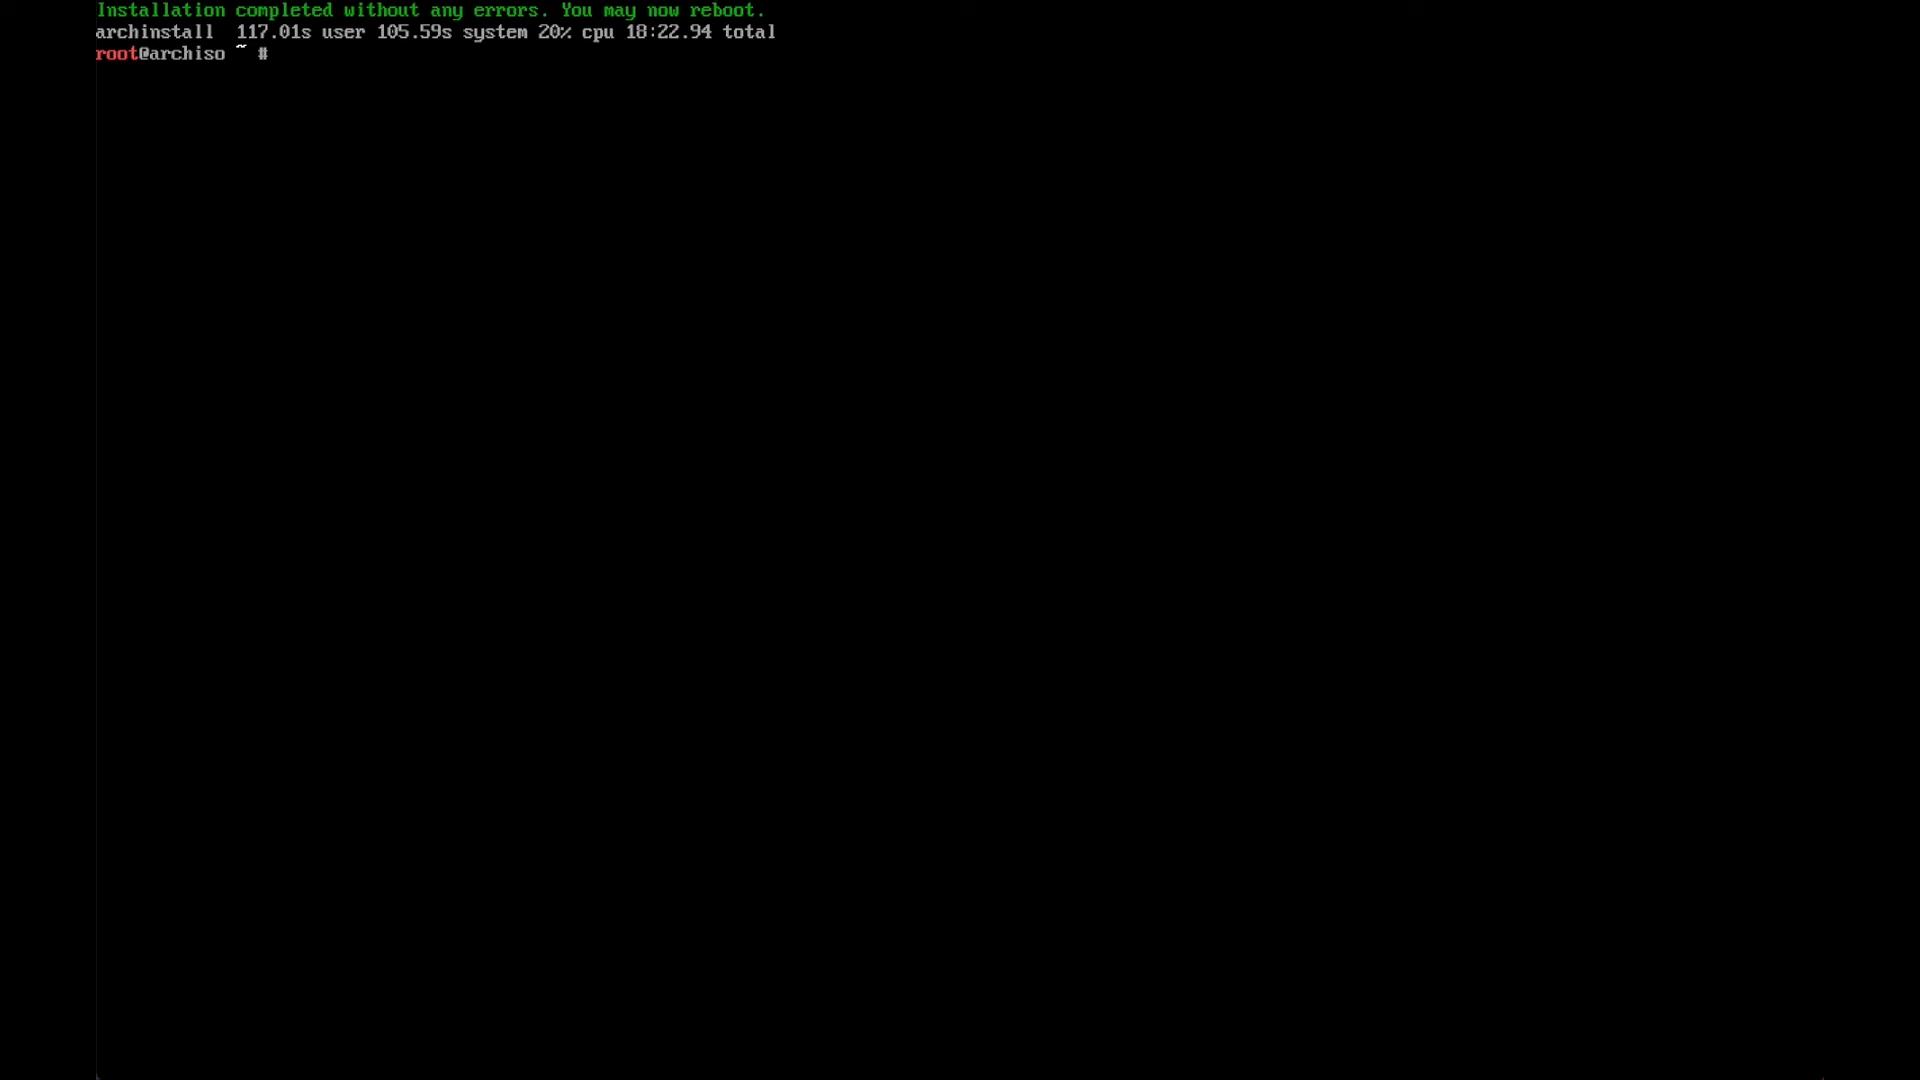 Installation completed without any errors. You may now reboot.
archinstall  117.01s user 105.59s system 20% cpu 18:22.94 total
root@archiso ~ #